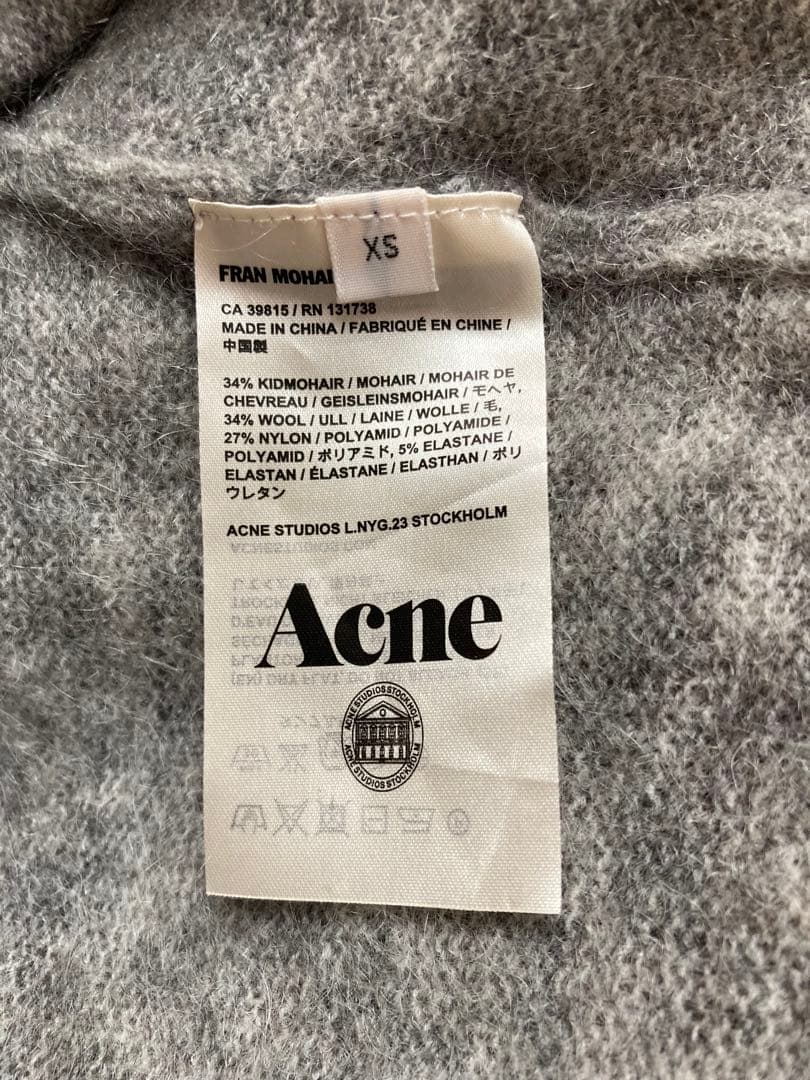 XS
FRAN MOHAI
CA 39815 / RN 131738
MADE IN CHINA / FABRIQUÉ EN CHINE /
中国製
34% KIDMOHAIR / MOHAIR / MOHAIR DE
CHEVREAU / GEISLEINSMOHAIR / モヘヤ,
34% WOOL / ULL / LAINE / WOLLE / 毛,
27% NYLON / POLYAMID / POLYAMIDE /
POLYAMID / ポリアミド, 5% ELASTANE /
ELASTAN / ÉLASTANE / ELASTHAN / ポリ
ウレタン
ACNE STUDIOS L.NYG.23 STOCKHOLM
Acne
ACNE STUDIOS STOCKHOLM
ACNE STUDIOS STOCKHOLM